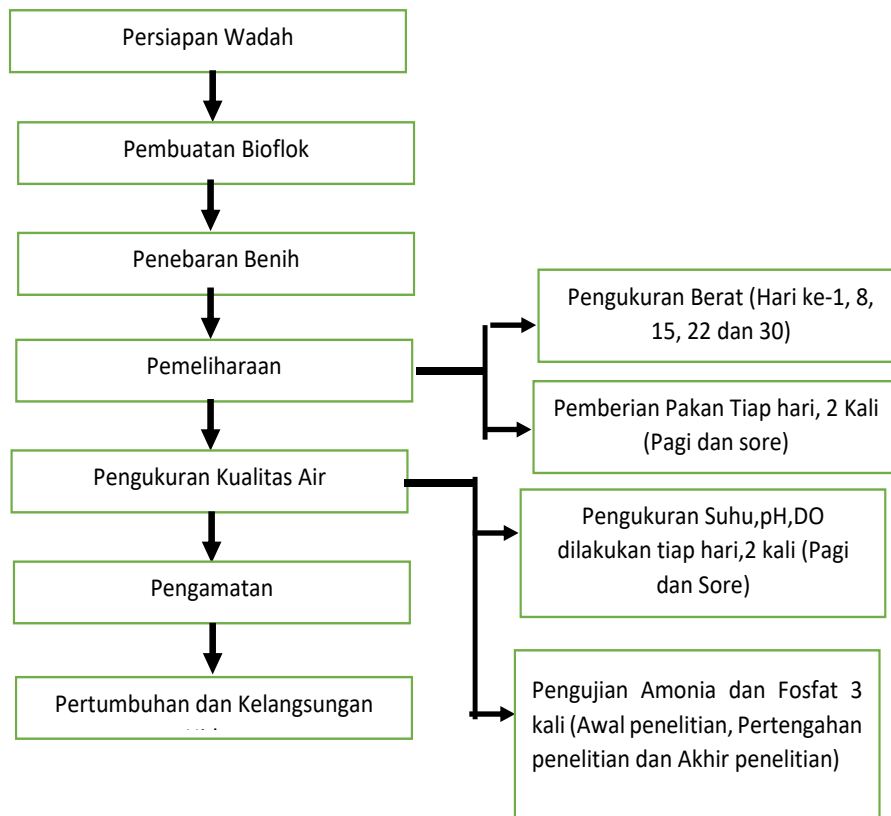 Persiapan Wadah
Pembuatan Bioflok
Penebaran Benih
Pemeliharaan
Pengukuran Berat (Hari ke-1, 8,
15, 22 dan 30)
Pemberian Pakan Tiap hari, 2 Kali
(Pagi dan sore)
Pengukuran Kualitas Air
Pengukuran Suhu,pH,DO
dilakukan tiap hari,2 kali (Pagi
dan Sore)
Pengujian Amonia dan Fosfat 3
kali (Awal penelitian, Pertengahan
penelitian dan Akhir penelitian)
Pengamatan
Pertumbuhan dan Kelangsungan